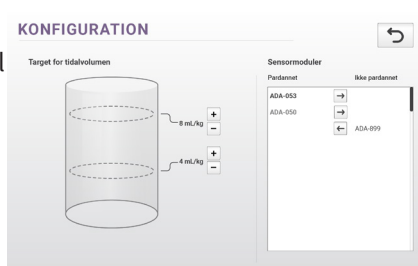 KONFIGURATION
Target for tidalvolumen
8 mL/kg
+
−
4 mL/kg
+
−
Sensormoduler
Pardannet Ikke pardannet
ADA-053 →
ADA-050 →
← ADA-899